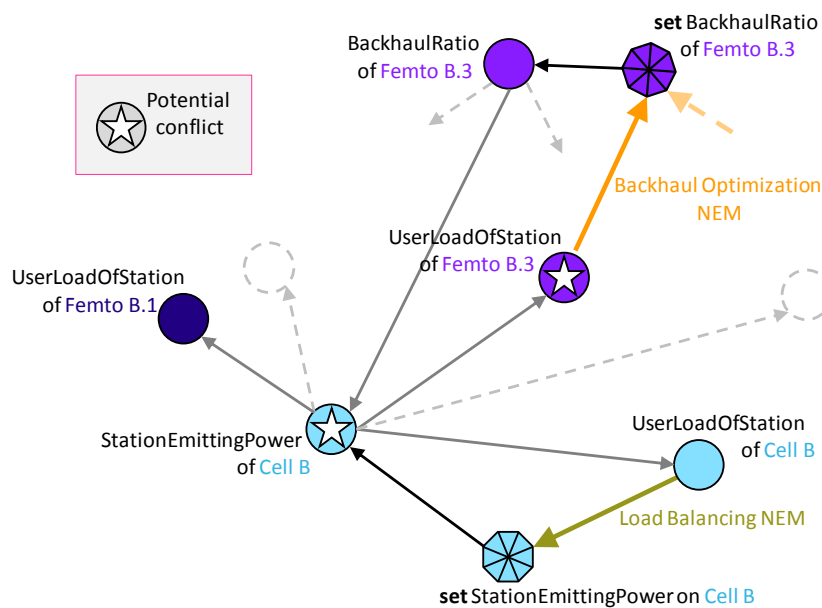 set BackhaulRatio
of Femto B.3
BackhaulRatio
of Femto B.3
Potential
conflict
Backhaul Optimization
NEM
UserLoadOfStation
of Femto B.3
UserLoadOfStation
of Femto B.1
StationEmittingPower
of Cell B
UserLoadOfStation
of Cell B
Load Balancing NEM
set StationEmittingPower on Cell B